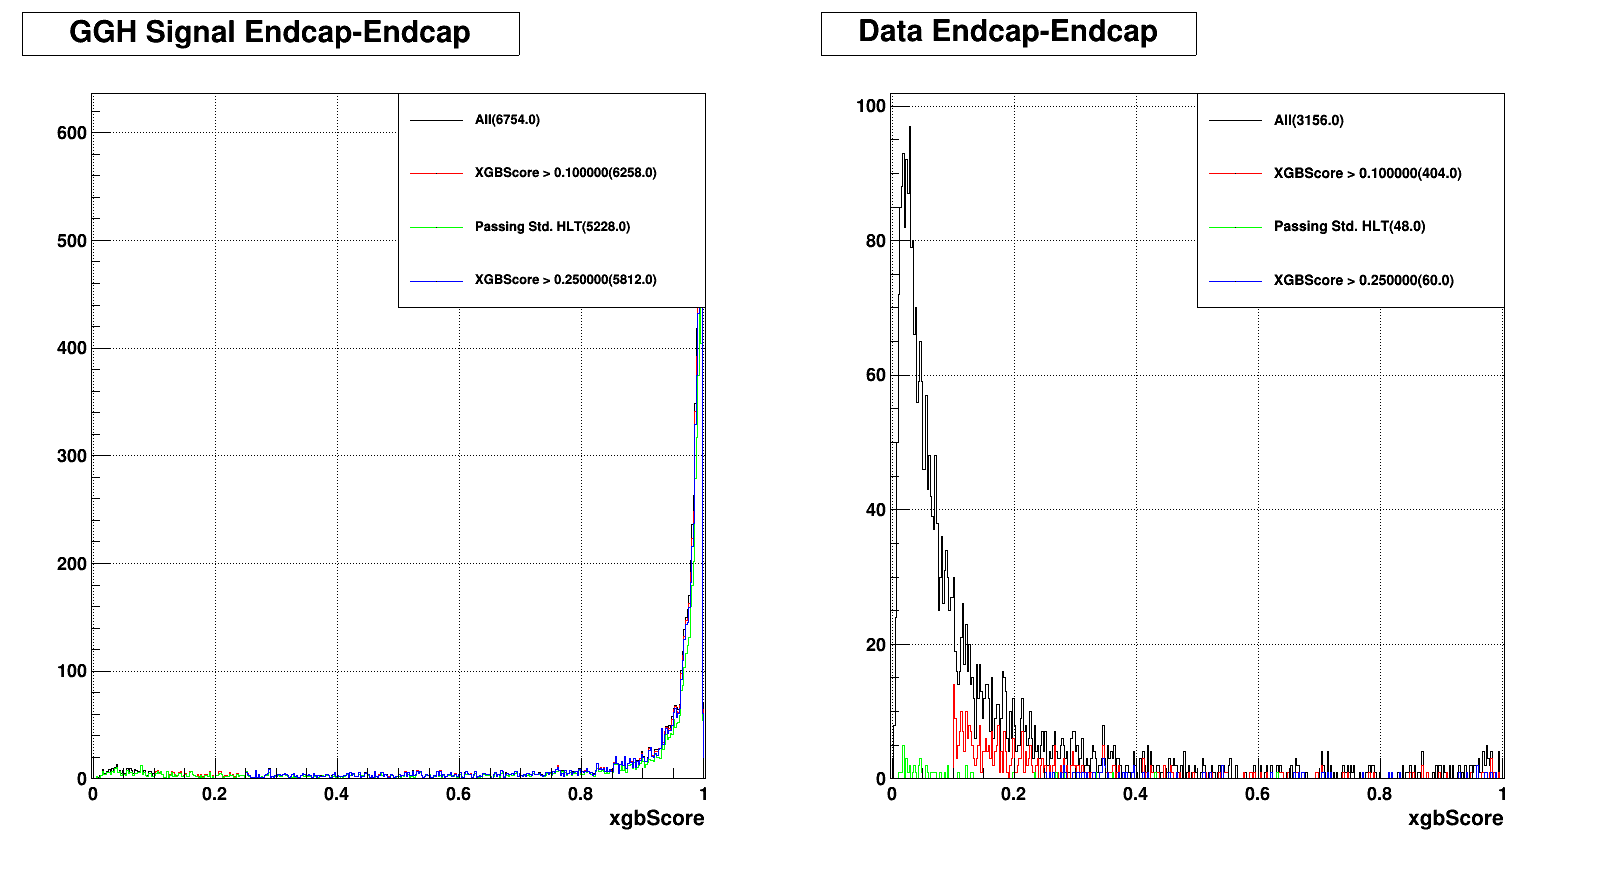 GGH Signal Endcap-Endcap
600
500
400
300
200
100
0
0
0.2
0.4
0.6
0.8
1
xgbScore
All(6754.0)
XGBScore > 0.100000(6258.0)
Passing Std. HLT(5228.0)
XGBScore > 0.250000(5812.0)
Data Endcap-Endcap
100
80
60
40
20
0
0
0.2
0.4
0.6
0.8
1
xgbScore
All(3156.0)
XGBScore > 0.100000(404.0)
Passing Std. HLT(48.0)
XGBScore > 0.250000(60.0)